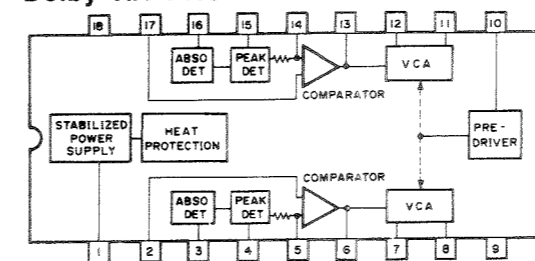 18 17 16 15 14 13 12 11 10
ABSO DET
PEAK DET
VCA
COMPARATOR
STABILIZED POWER SUPPLY
HEAT PROTECTION
PRE-DRIVER
COMPARATOR
ABSO DET
PEAK DET
VCA
1 2 3 4 5 6 7 8 9